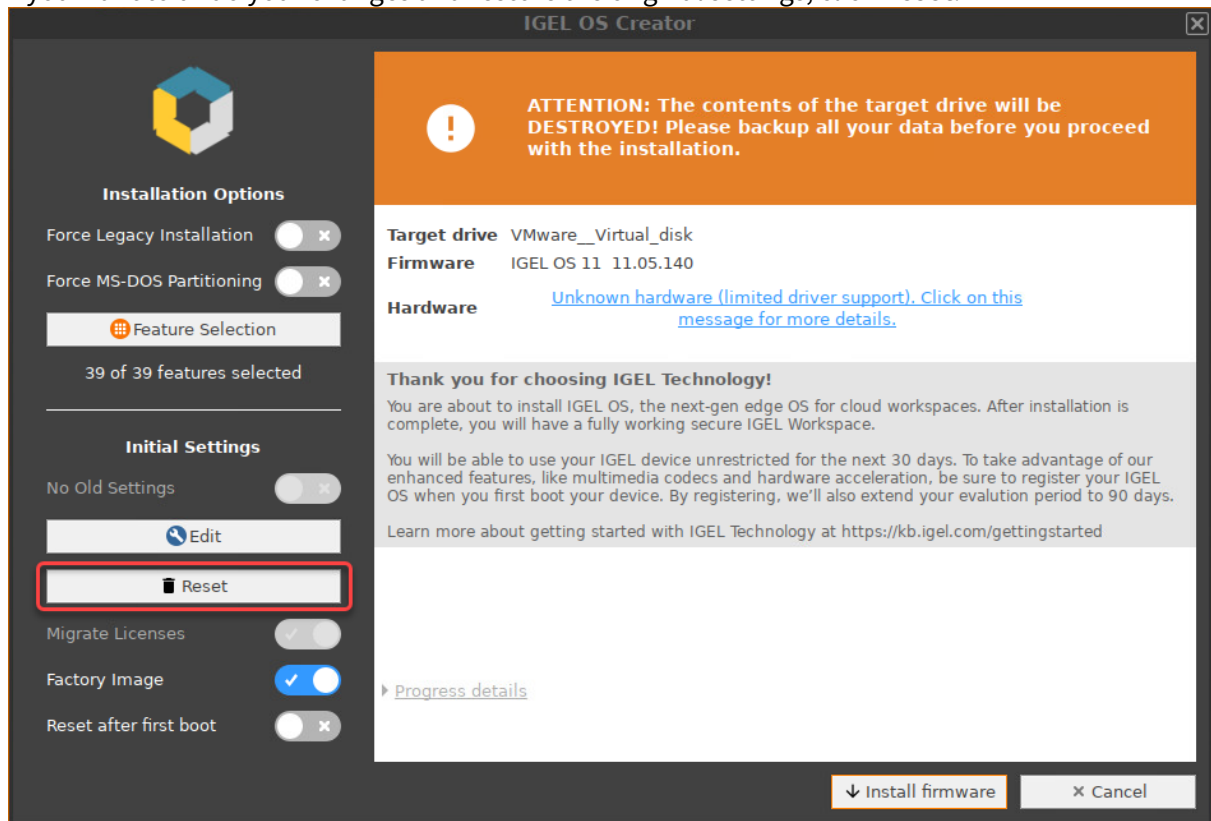 IGEL OS Creator
Installation Options
Force Legacy Installation
Force MS-DOS Partitioning
Feature Selection
39 of 39 features selected
Initial Settings
No Old Settings
Edit
Reset
Migrate Licenses
Factory Image
Reset after first boot
ATTENTION: The contents of the target drive will be
DESTROYED! Please backup all your data before you proceed
with the installation.
Target drive VMware__Virtual_disk
Firmware IGEL OS 11 11.05.140
Hardware Unknown hardware (limited driver support). Click on this
message for more details.
Thank you for choosing IGEL Technology!
You are about to install IGEL OS, the next-gen edge OS for cloud workspaces. After installation is
complete, you will have a fully working secure IGEL Workspace.
You will be able to use your IGEL device unrestricted for the next 30 days. To take advantage of our
enhanced features, like multimedia codecs and hardware acceleration, be sure to register your IGEL
OS when you first boot your device. By registering, we'll also extend your evalution period to 90 days.
Learn more about getting started with IGEL Technology at https://kb.igel.com/gettingstarted
Progress details
Install firmware
Cancel